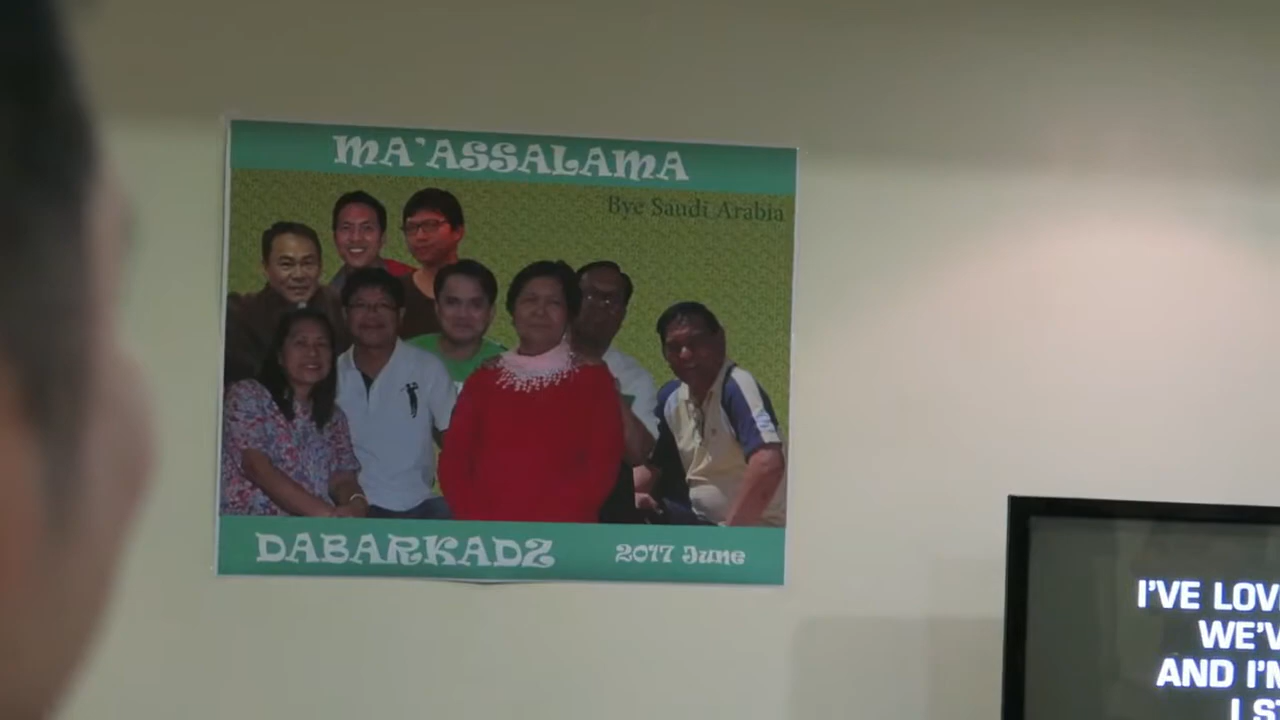 MA'ASSALAMA
Bye Saudi Arabia
DABARKADZ
2017 June
I'VE LOV
WE'V
AND I'M
I S